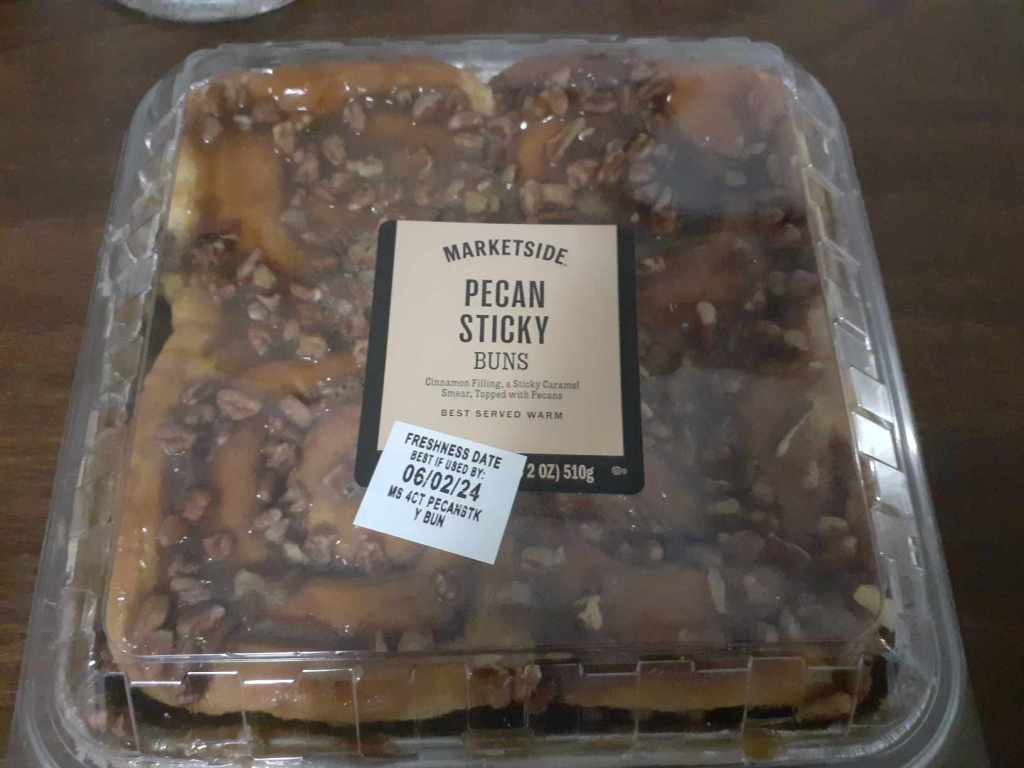 MARKETSIDE™
PECAN
STICKY
BUNS
Cinnamon Filling, a Sticky Caramel
Smear, Topped with Pecans
BEST SERVED WARM
2 OZ) 510g
FRESHNESS DATE
BEST IF USED BY:
06/02/24
MS 4CT PECANSTK
Y BUN